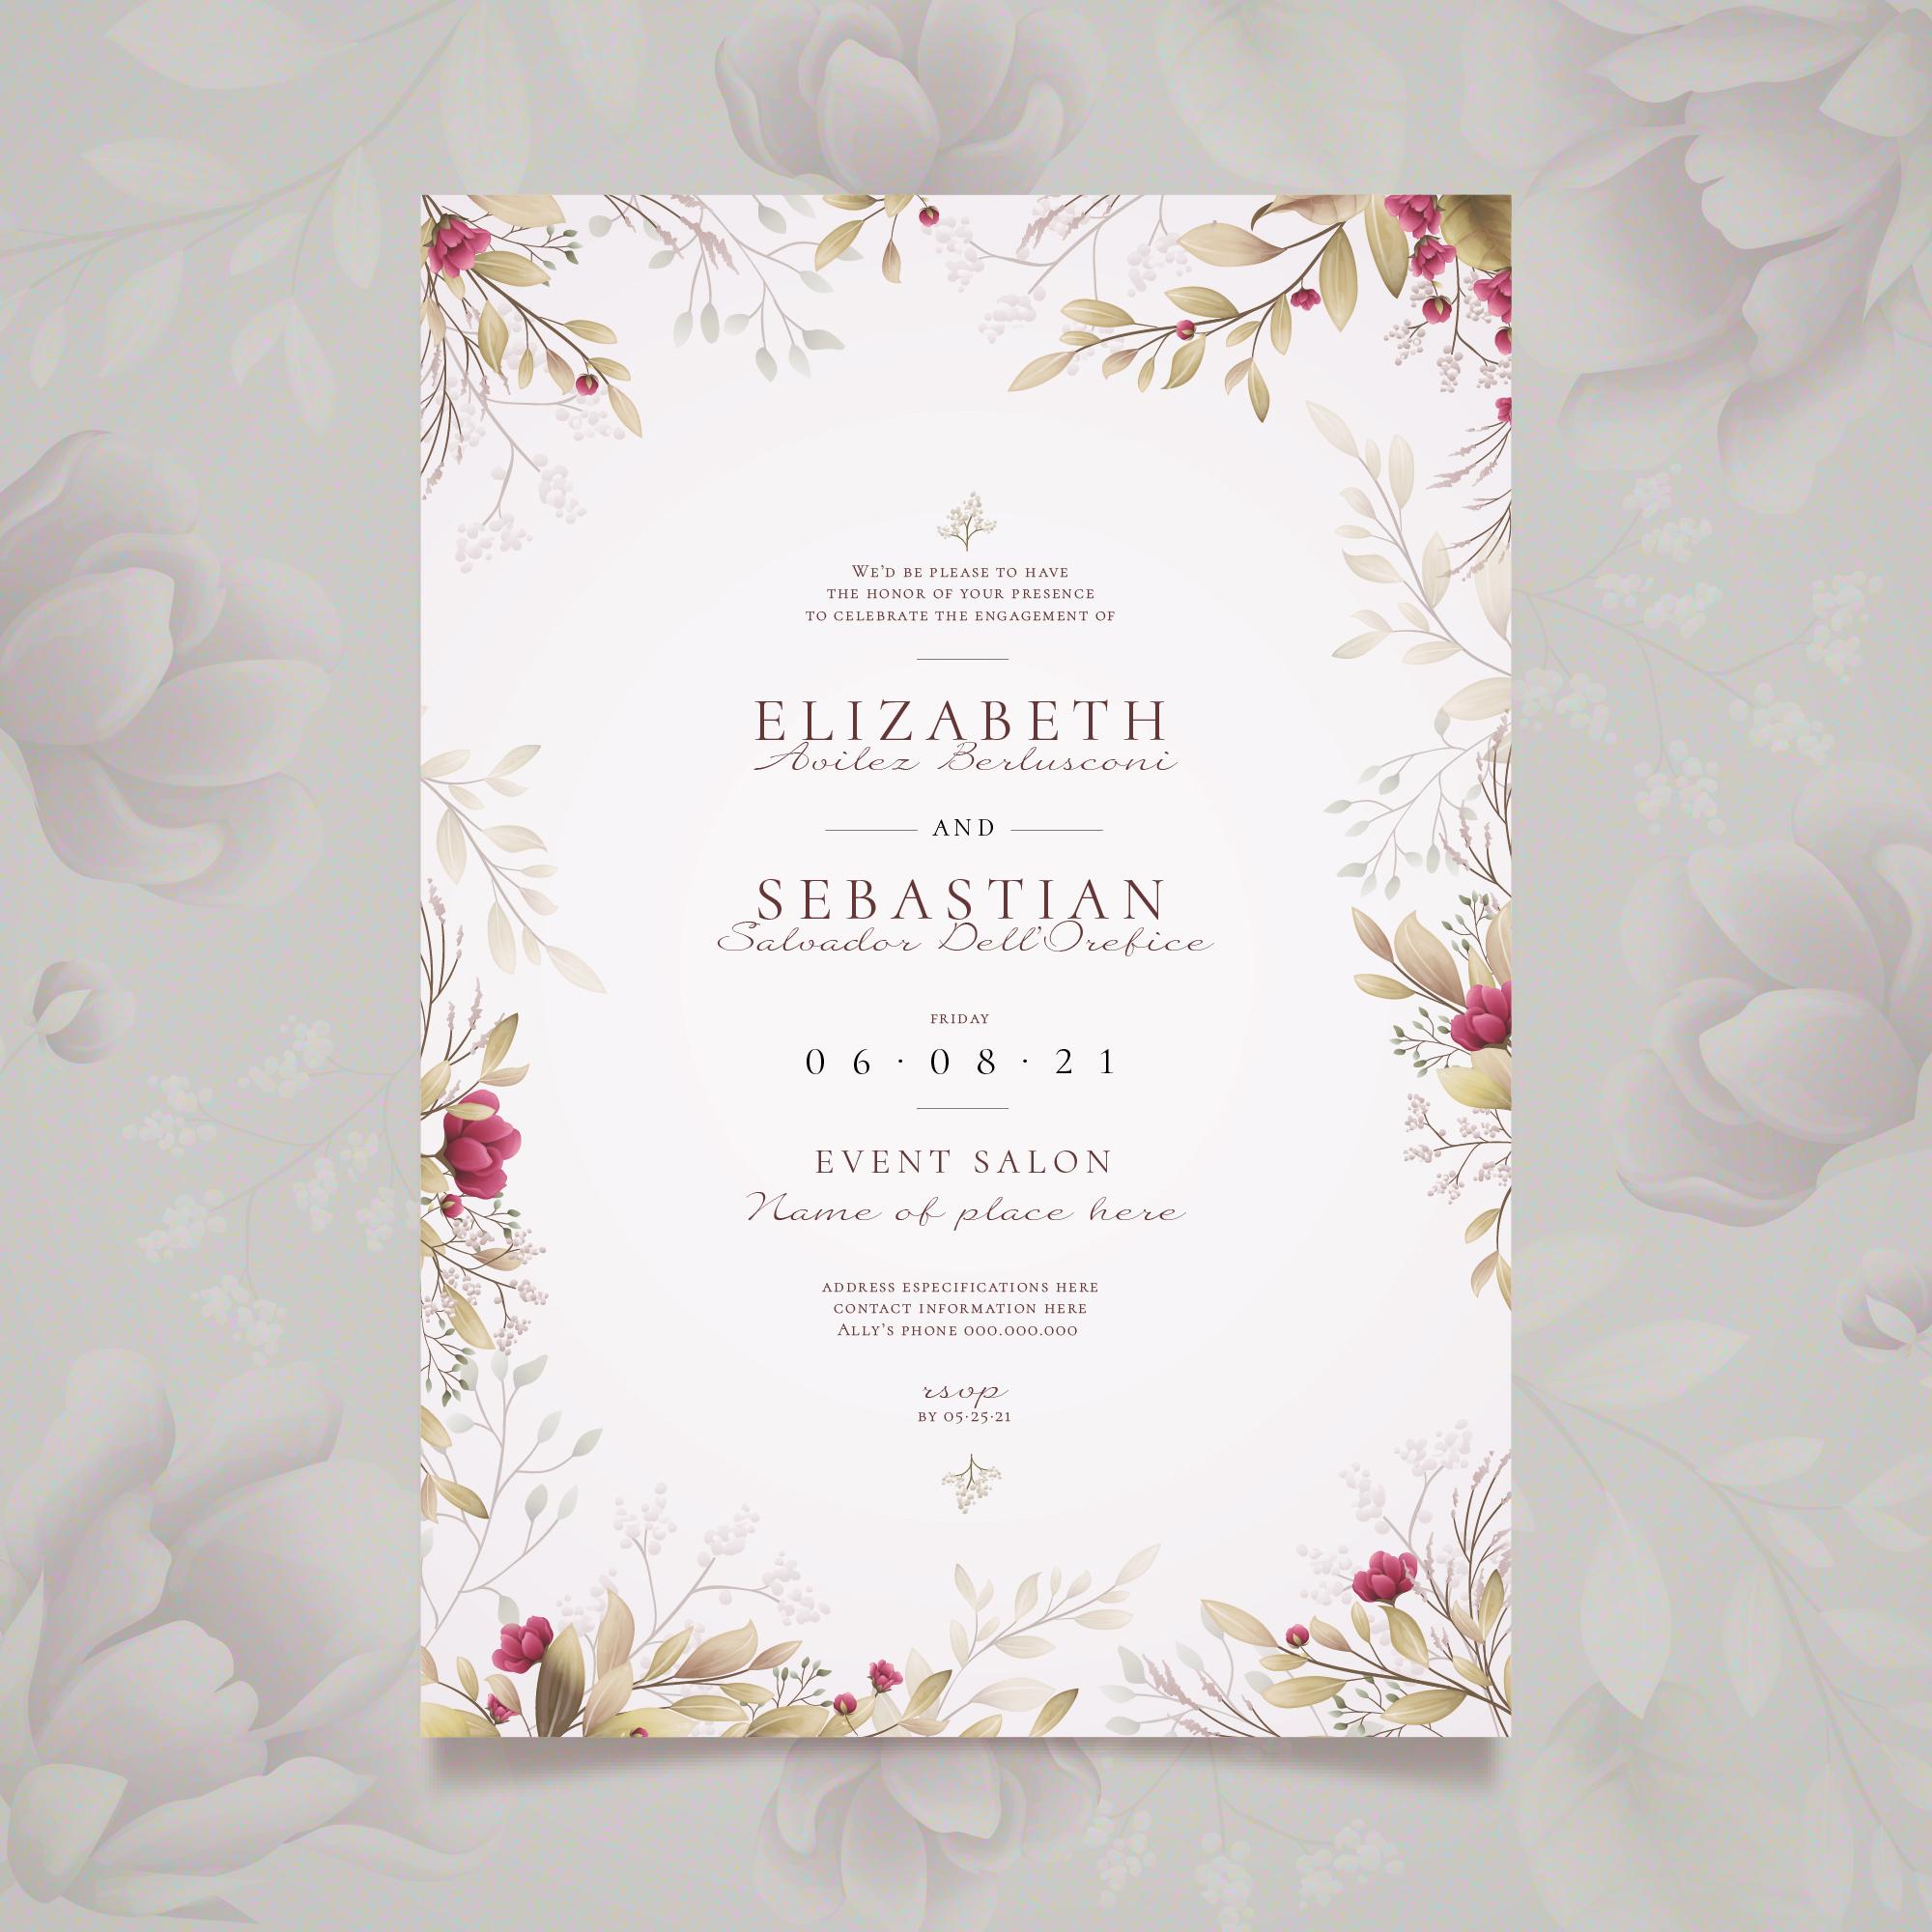 We'd be please to have
the honor of your presence
to celebrate the engagement of
ELIZABETH
Avilez Berlusconi
AND
SEBASTIAN
Salvador Dell'Orefice
FRIDAY
06·08·21
EVENT SALON
Name of place here
address especifications here
contact information here
Ally's phone 000.000.000
rsvp
by 05·25·21